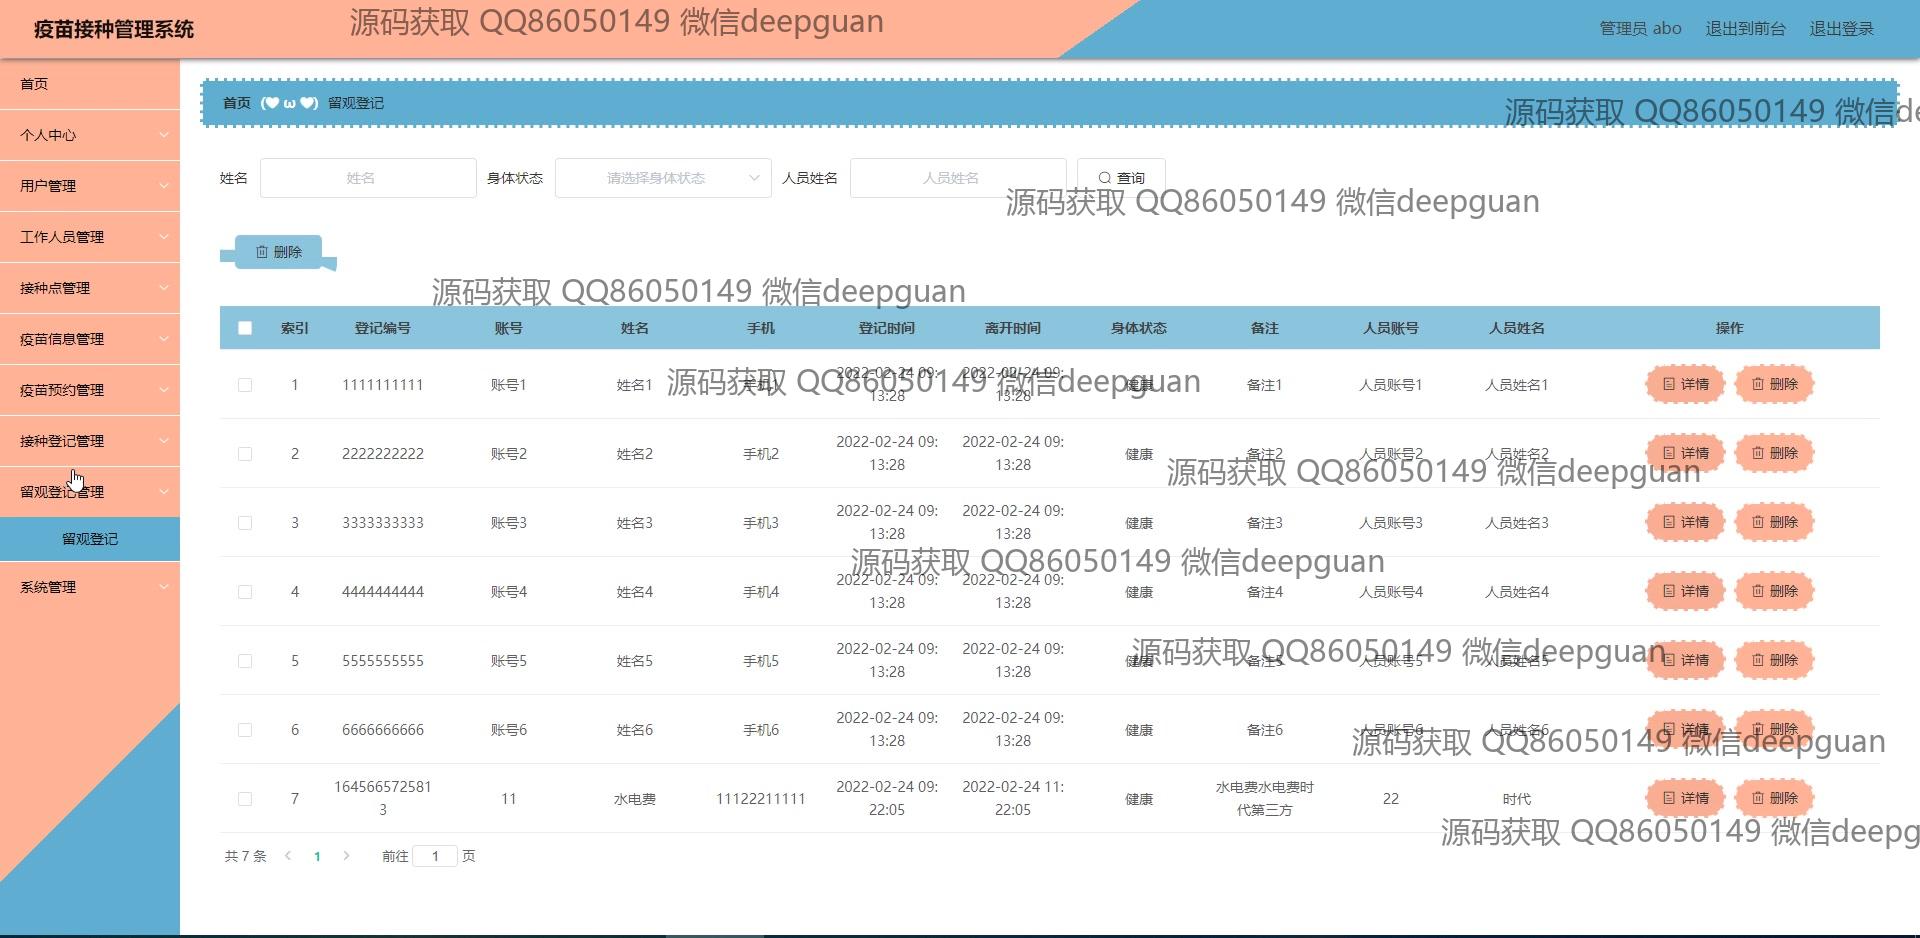 疫苗接种管理系统
源码获取 QQ86050149 微信deepguan
管理员 abo 退出到前台 退出登录
首页
个人中心
用户管理
工作人员管理
接种点管理
疫苗信息管理
疫苗预约管理
接种登记管理
留观登记管理
留观登记
系统管理
首页 (♥ω♥) 留观登记
源码获取 QQ86050149 微信de
姓名 姓名 身体状态 请选择身体状态 人员姓名 人员姓名 查询
源码获取 QQ86050149 微信deepguan
删除
源码获取 QQ86050149 微信deepguan
索引 登记编号 账号 姓名 手机 登记时间 离开时间 身体状态 备注 人员账号 人员姓名 操作
1 1111111111 账号1 姓名1 手机1 2022-02-24 09:13:28 2022-02-24 09:13:28 健康 备注1 人员账号1 人员姓名1 详情 删除
源码获取 QQ86050149 微信deepguan
2 2222222222 账号2 姓名2 手机2 2022-02-24 09:13:28 2022-02-24 09:13:28 健康 备注2 人员账号2 人员姓名2 详情 删除
源码获取 QQ86050149 微信deepguan
3 3333333333 账号3 姓名3 手机3 2022-02-24 09:13:28 2022-02-24 09:13:28 健康 备注3 人员账号3 人员姓名3 详情 删除
源码获取 QQ86050149 微信deepguan
4 4444444444 账号4 姓名4 手机4 2022-02-24 09:13:28 2022-02-24 09:13:28 健康 备注4 人员账号4 人员姓名4 详情 删除
源码获取 QQ86050149 微信deepguan
5 5555555555 账号5 姓名5 手机5 2022-02-24 09:13:28 2022-02-24 09:13:28 健康 备注5 人员账号5 人员姓名5 详情 删除
6 6666666666 账号6 姓名6 手机6 2022-02-24 09:13:28 2022-02-24 09:13:28 健康 备注6 人员账号6 人员姓名6 详情 删除
源码获取 QQ86050149 微信deepguan
7 1645665725813 11 水电费 11122211111 2022-02-24 09:22:05 2022-02-24 11:22:05 健康 水电费水电费时代第三方 22 时代 详情 删除
源码获取 QQ86050149 微信deepg
共 7 条 1 前往 1 页